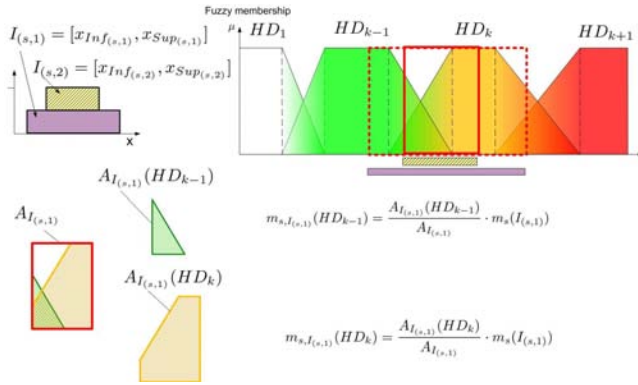 Fuzzy membership
μ HD_1 HD_{k-1} HD_k HD_{k+1}
I_{(s,1)} = [x_{Inf_{(s,1)}}, x_{Sup_{(s,1)}}]
I_{(s,2)} = [x_{Inf_{(s,2)}}, x_{Sup_{(s,2)}}]
x
A_{I_{(s,1)}}(HD_{k-1})
A_{I_{(s,1)}}
m_{s,I_{(s,1)}}(HD_{k-1}) = \frac{A_{I_{(s,1)}}(HD_{k-1})}{A_{I_{(s,1)}}} · m_s(I_{(s,1)})
A_{I_{(s,1)}}(HD_k)
m_{s,I_{(s,1)}}(HD_k) = \frac{A_{I_{(s,1)}}(HD_k)}{A_{I_{(s,1)}}} · m_s(I_{(s,1)})